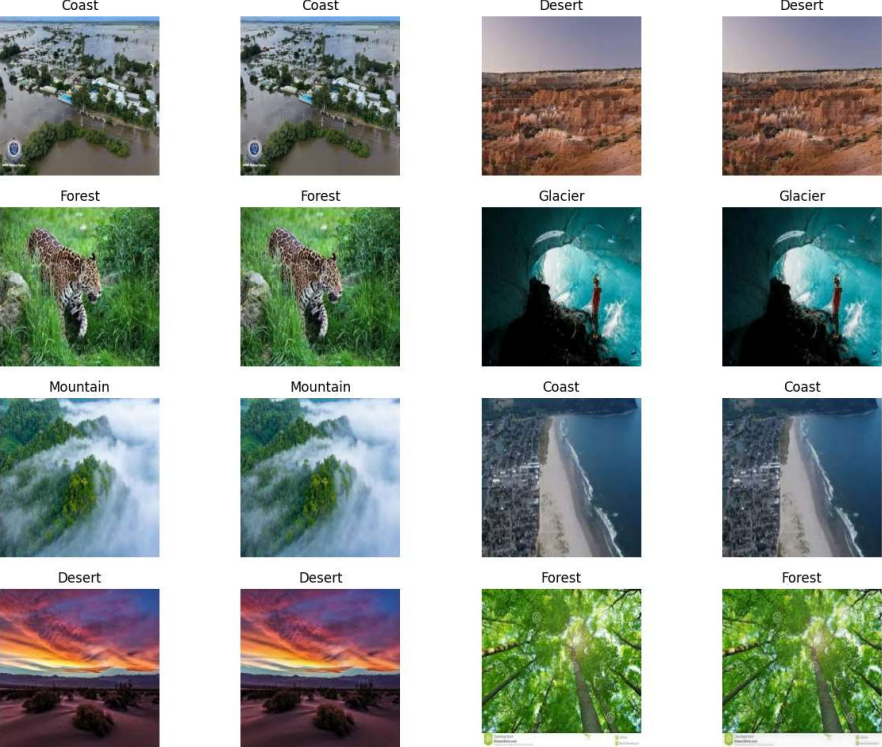 Coast Coast Desert Desert
Forest Forest Glacier Glacier
Mountain Mountain Coast Coast
Desert Desert Forest Forest